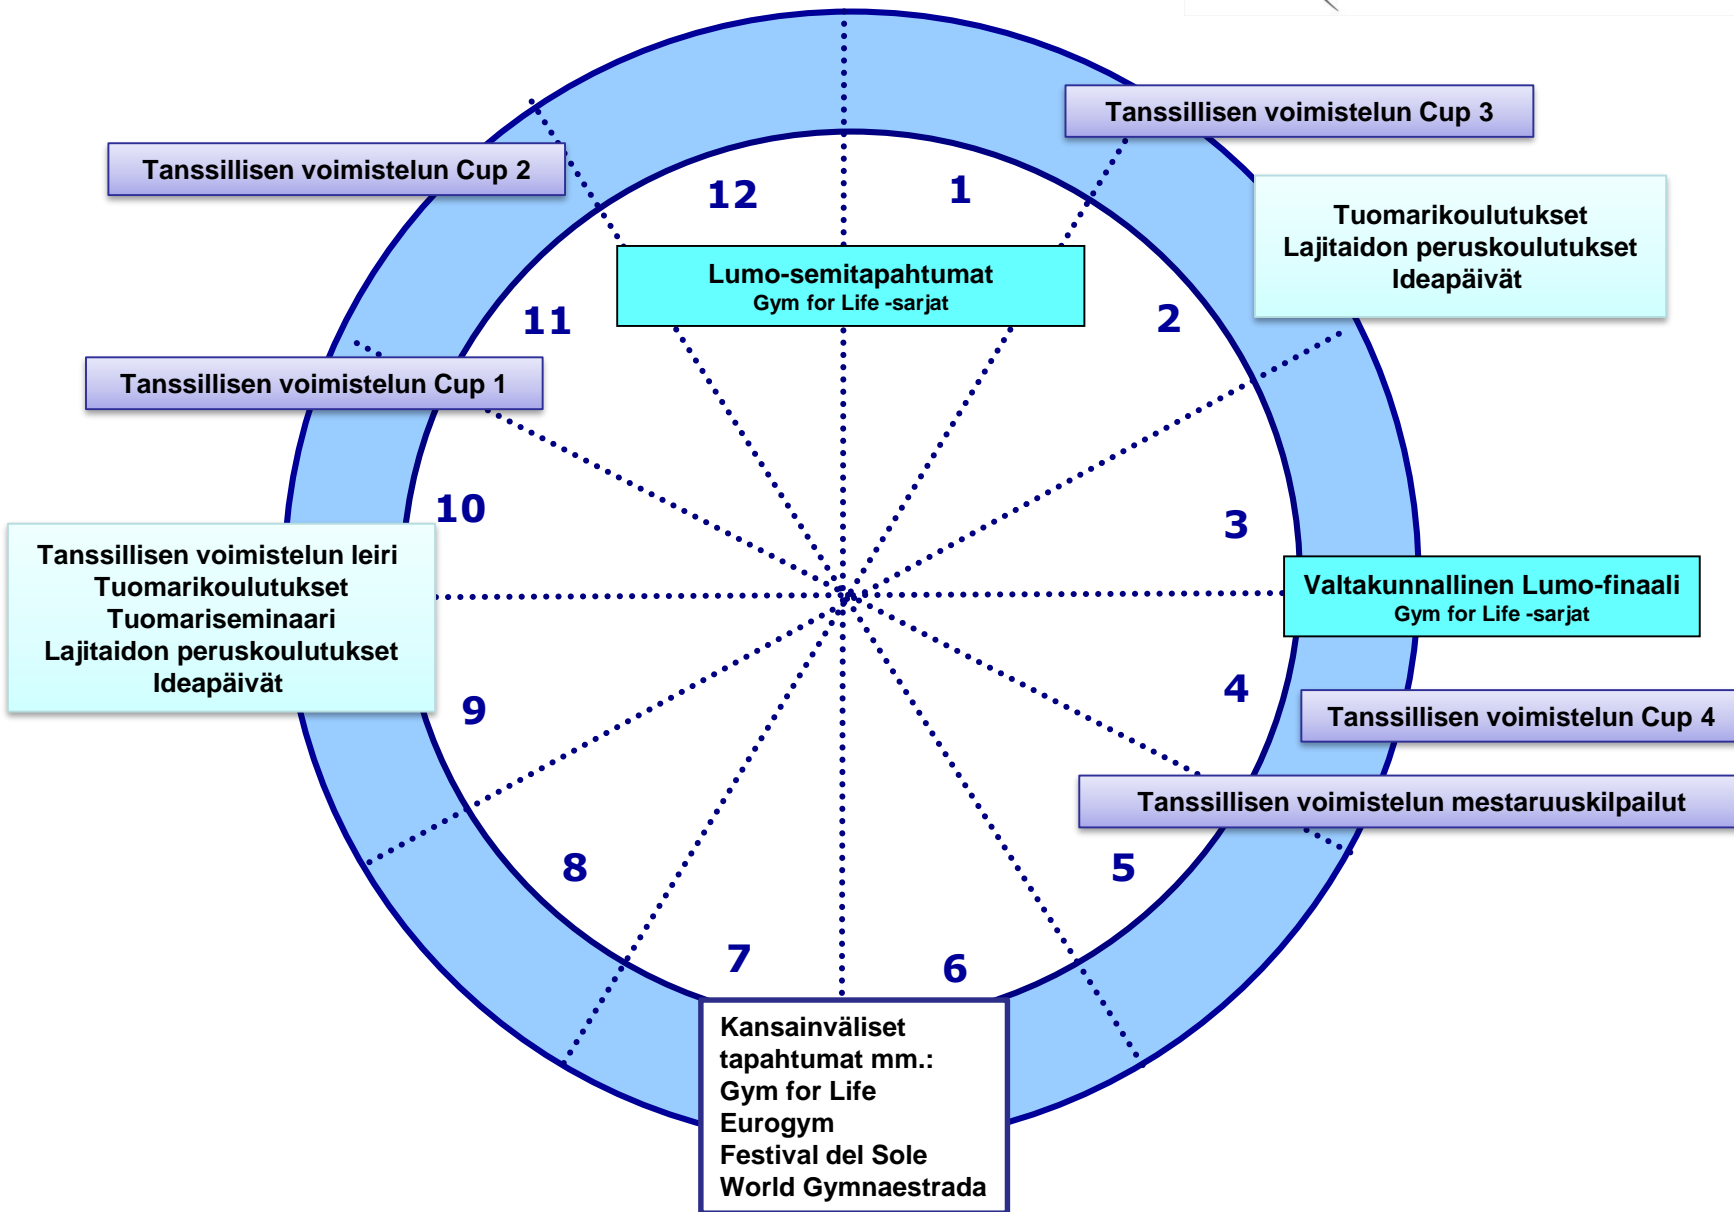 Tanssillisen voimistelun Cup 3
Tanssillisen voimistelun Cup 2
12
1
Tuomarikoulutukset
Lajitaidon peruskoulutukset
Ideapäivät
Lumo-semitapahtumat
Gym for Life -sarjat
11
2
Tanssillisen voimistelun Cup 1
10
3
Tanssillisen voimistelun leiri
Tuomarikoulutukset
Tuomariseminaari
Lajitaidon peruskoulutukset
Ideapäivät
Valtakunnallinen Lumo-finaali
Gym for Life -sarjat
9
4
Tanssillisen voimistelun Cup 4
Tanssillisen voimistelun mestaruuskilpailut
8
5
7
6
Kansainväliset
tapahtumat mm.:
Gym for Life
Eurogym
Festival del Sole
World Gymnaestrada